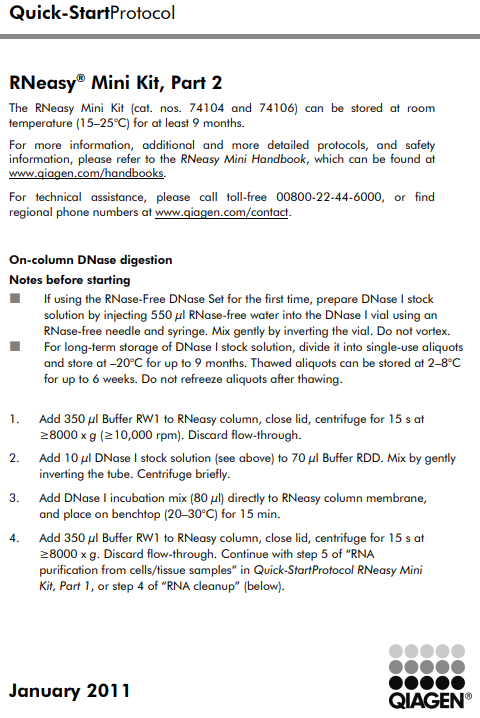 Quick-StartProtocol
RNeasy® Mini Kit, Part 2
The RNeasy Mini Kit (cat. nos. 74104 and 74106) can be stored at room
temperature (15–25°C) for at least 9 months.
For more information, additional and more detailed protocols, and safety
information, please refer to the RNeasy Mini Handbook, which can be found at
www.qiagen.com/handbooks.
For technical assistance, please call toll-free 00800-22-44-6000, or find
regional phone numbers at www.qiagen.com/contact.
On-column DNase digestion
Notes before starting
■ If using the RNase-Free DNase Set for the first time, prepare DNase I stock
solution by injecting 550 µl RNase-free water into the DNase I vial using an
RNase-free needle and syringe. Mix gently by inverting the vial. Do not vortex.
■ For long-term storage of DNase I stock solution, divide it into single-use aliquots
and store at –20°C for up to 9 months. Thawed aliquots can be stored at 2–8°C
for up to 6 weeks. Do not refreeze aliquots after thawing.
1. Add 350 µl Buffer RW1 to RNeasy column, close lid, centrifuge for 15 s at
≥8000 x g (≥10,000 rpm). Discard flow-through.
2. Add 10 µl DNase I stock solution (see above) to 70 µl Buffer RDD. Mix by gently
inverting the tube. Centrifuge briefly.
3. Add DNase I incubation mix (80 µl) directly to RNeasy column membrane,
and place on benchtop (20–30°C) for 15 min.
4. Add 350 µl Buffer RW1 to RNeasy column, close lid, centrifuge for 15 s at
≥8000 x g. Discard flow-through. Continue with step 5 of “RNA
purification from cells/tissue samples” in Quick-StartProtocol RNeasy Mini
Kit, Part 1, or step 4 of “RNA cleanup” (below).
January 2011
QIAGEN®